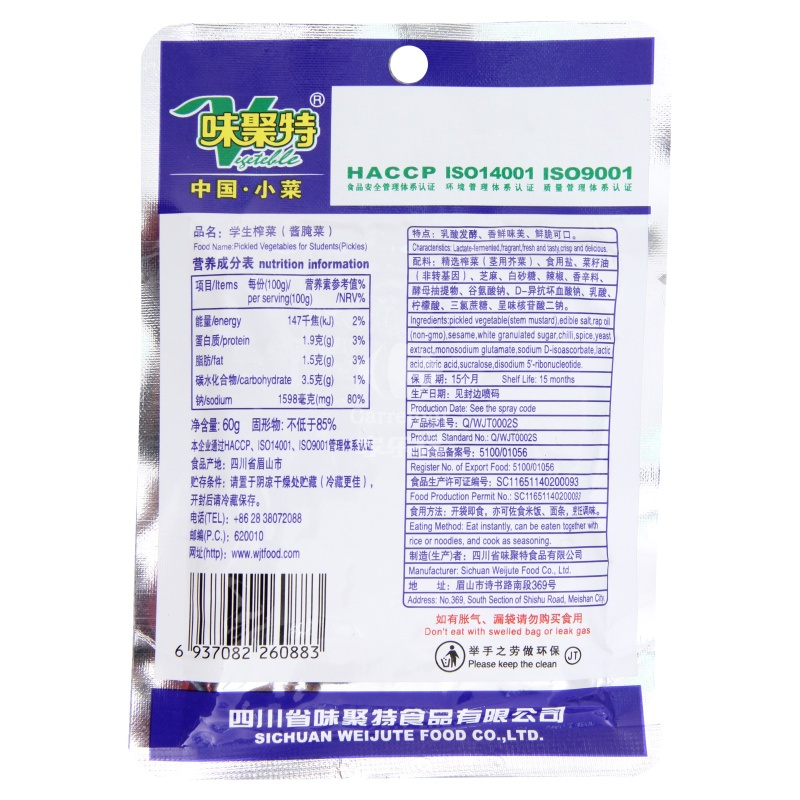 味聚特®
Vegetable
中国·小菜
HACCP ISO14001 ISO9001
食品安全管理体系认证 环境管理体系认证 质量管理体系认证
品名：学生榨菜（酱腌菜）
Food Name:Pickled Vegetables for Students(Pickles)
营养成分表 nutrition information
项目/Items 每份(100g)/ 营养素参考值%
per serving(100g) /NRV%
能量/energy 147千焦(kJ) 2%
蛋白质/protein 1.9克(g) 3%
脂肪/fat 1.5克(g) 3%
碳水化合物/carbohydrate 3.5克(g) 1%
钠/sodium 1598毫克(mg) 80%
净含量: 60g 固形物: 不低于85%
本企业通过HACCP、ISO14001、ISO9001管理体系认证
食品产地：四川省眉山市
贮存条件：请置于阴凉干燥处贮藏（冷藏更佳），
开封后请冷藏保存。
电话(TEL)：+86 28 38072088
邮编(P.C.)：620010
网址(http)：www.wjtfood.com
6 937082 260883
特点：乳酸发酵、香鲜味美、鲜脆可口。
Characteristics: Lactate-fermented,fragrant,fresh and tasty,crisp and delicious.
配料：精选榨菜（茎用芥菜）、食用盐、菜籽油
（非转基因）、芝麻、白砂糖、辣椒、香辛料、
酵母抽提物、谷氨酸钠、D-异抗坏血酸钠、乳酸、
柠檬酸、三氯蔗糖、呈味核苷酸二钠。
Ingredients:pickled vegetable(stem mustard),edible salt,rap oil
(non-gmo),sesame,white granulated sugar,chilli,spice,yeast
extract,monosodium glutamate,sodium D-isoascorbate,lactic
acid,citric acid,sucralose,disodium 5'-ribonucleotide.
保 质 期：15个月 Shelf Life: 15 months
生产日期：见封边喷码
Production Date: See the spray code
产品标准号：Q/WJT0002S
Product Standard No.: Q/WJT0002S
出口食品备案号：5100/01056
Register No. of Export Food: 5100/01056
食品生产许可证编号：SC11651140200093
Food Production Permit No.: SC11651140200093
食用方法：开袋即食，亦可佐食米饭、面条，烹饪调味。
Eating Method: Eat instantly, can be eaten together with
rice or noodles, and cook as seasoning.
制造(生产)者：四川省味聚特食品有限公司
Manufacturer: Sichuan Weijute Food Co., Ltd.
地 址：眉山市诗书路南段369号
Address: No.369, South Section of Shishu Road, Meishan City.
如有胀气、漏袋请勿购买食用
Don't eat with swelled bag or leak gas
举手之劳做环保
Please keep the clean
JT
四川省味聚特食品有限公司
SICHUAN WEIJUTE FOOD CO.,LTD.